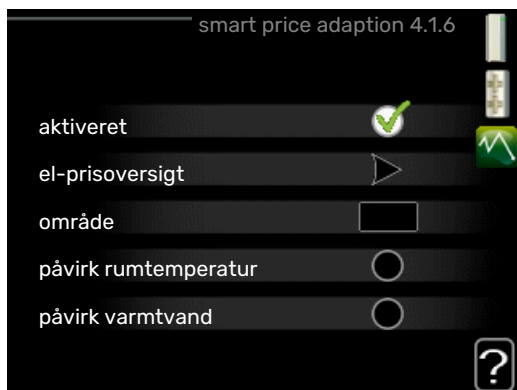 smart price adaption 4.1.6
aktiveret
el-prisoversigt
område
påvirk rumtemperatur
påvirk varmtvand
?